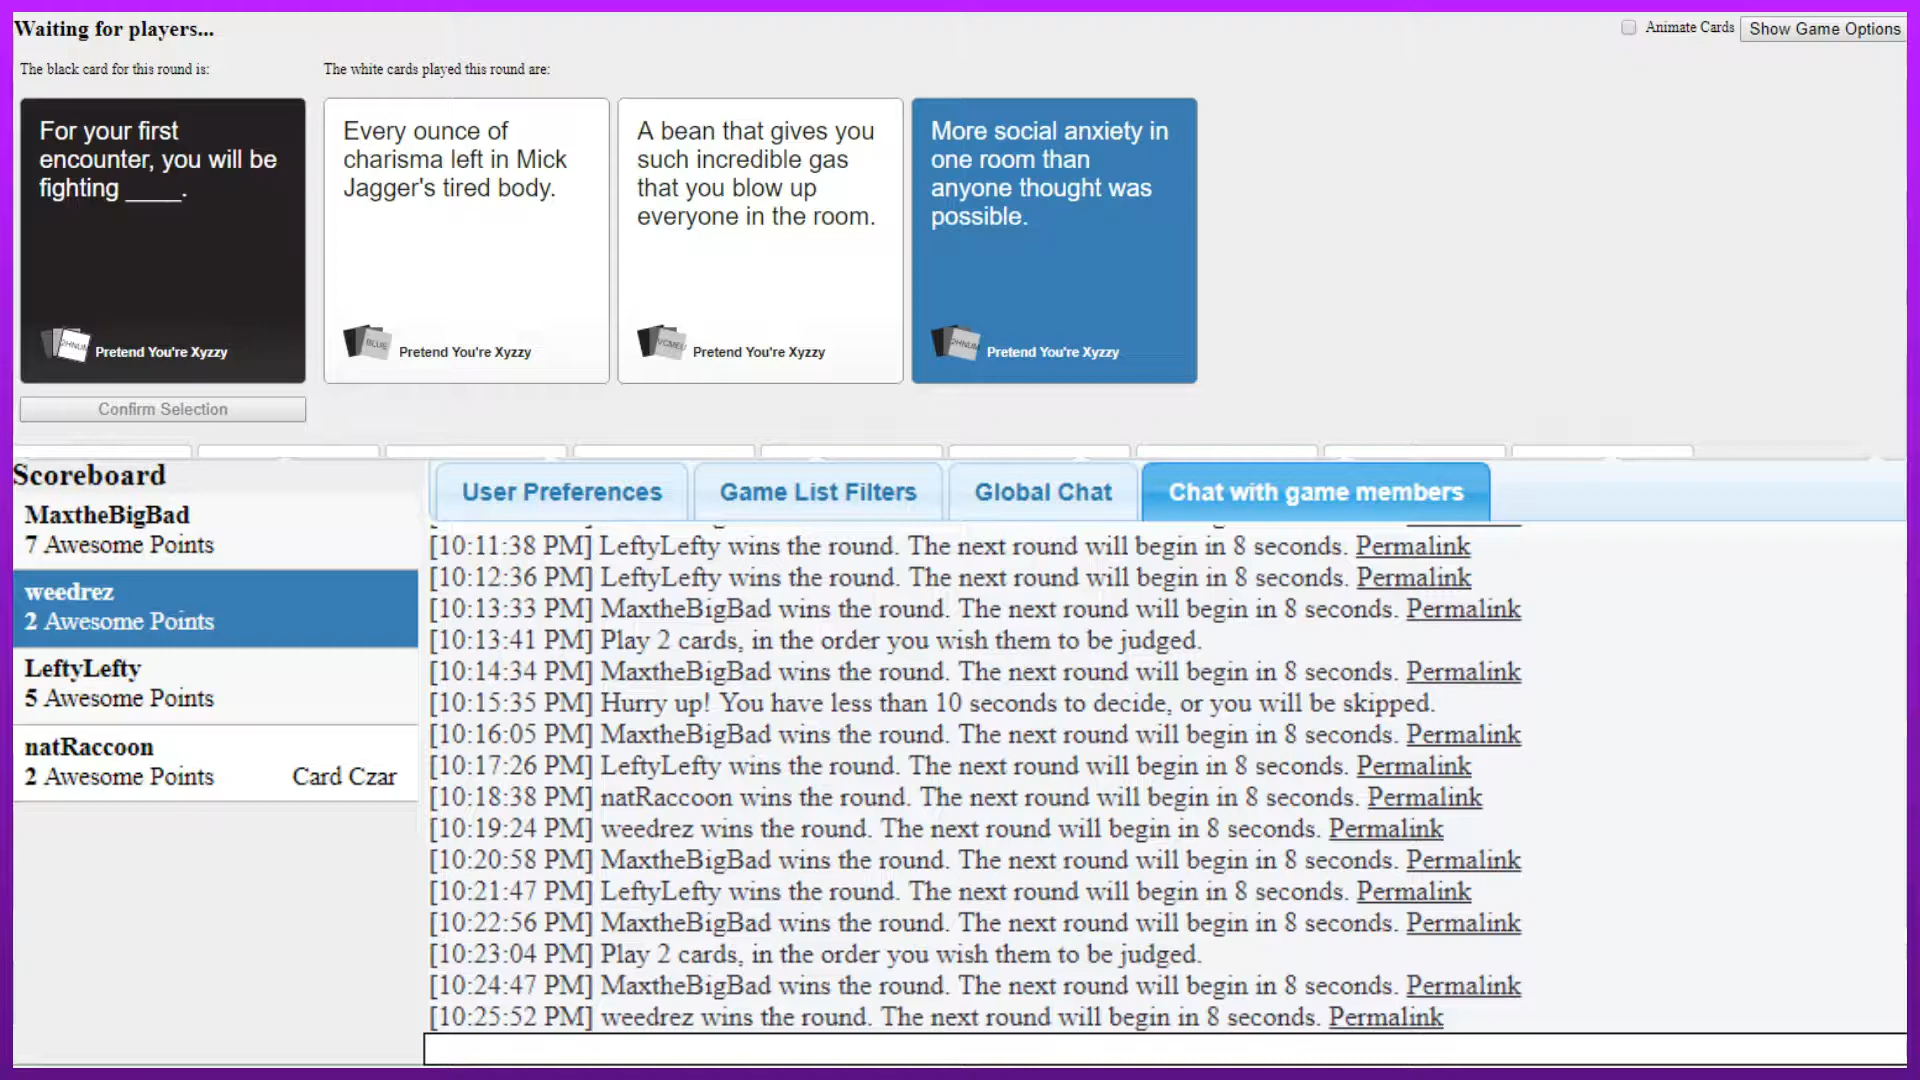 Waiting for players...
Animate Cards
Show Game Options
The black card for this round is:
The white cards played this round are:
For your first
encounter, you will be
fighting ____.
2HNUM
Pretend You're Xyzzy
Every ounce of
charisma left in Mick
Jagger's tired body.
BLUE
Pretend You're Xyzzy
A bean that gives you
such incredible gas
that you blow up
everyone in the room.
Pretend You're Xyzzy
More social anxiety in
one room than
anyone thought was
possible.
2HNUM
Pretend You're Xyzzy
Confirm Selection
Scoreboard
MaxtheBigBad
7 Awesome Points
weedrez
2 Awesome Points
LeftyLefty
5 Awesome Points
natRaccoon
2 Awesome Points Card Czar
User Preferences
Game List Filters
Global Chat
Chat with game members
[10:11:38 PM] LeftyLefty wins the round. The next round will begin in 8 seconds. Permalink
[10:12:36 PM] LeftyLefty wins the round. The next round will begin in 8 seconds. Permalink
[10:13:33 PM] MaxtheBigBad wins the round. The next round will begin in 8 seconds. Permalink
[10:13:41 PM] Play 2 cards, in the order you wish them to be judged.
[10:14:34 PM] MaxtheBigBad wins the round. The next round will begin in 8 seconds. Permalink
[10:15:35 PM] Hurry up! You have less than 10 seconds to decide, or you will be skipped.
[10:16:05 PM] MaxtheBigBad wins the round. The next round will begin in 8 seconds. Permalink
[10:17:26 PM] LeftyLefty wins the round. The next round will begin in 8 seconds. Permalink
[10:18:38 PM] natRaccoon wins the round. The next round will begin in 8 seconds. Permalink
[10:19:24 PM] weedrez wins the round. The next round will begin in 8 seconds. Permalink
[10:20:58 PM] MaxtheBigBad wins the round. The next round will begin in 8 seconds. Permalink
[10:21:47 PM] LeftyLefty wins the round. The next round will begin in 8 seconds. Permalink
[10:22:56 PM] MaxtheBigBad wins the round. The next round will begin in 8 seconds. Permalink
[10:23:04 PM] Play 2 cards, in the order you wish them to be judged.
[10:24:47 PM] MaxtheBigBad wins the round. The next round will begin in 8 seconds. Permalink
[10:25:52 PM] weedrez wins the round. The next round will begin in 8 seconds. Permalink